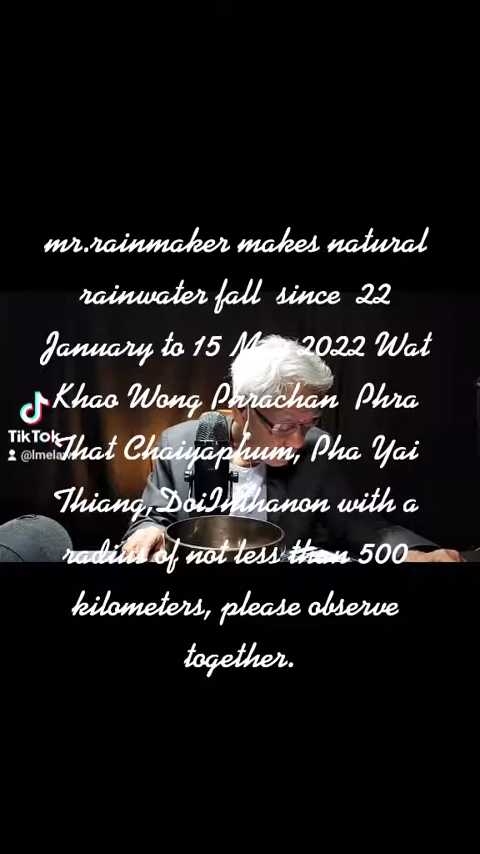 mr.rainmaker makes natural
rainwater fall since 22
January to 15 2022 Wat
Khao Wong Phrachan Phra
That Chaiyaphum, Pha Yai
Thiang,DoiInthanon with a
radius of not less then 500
kilometers, please observe
together.
TikTok